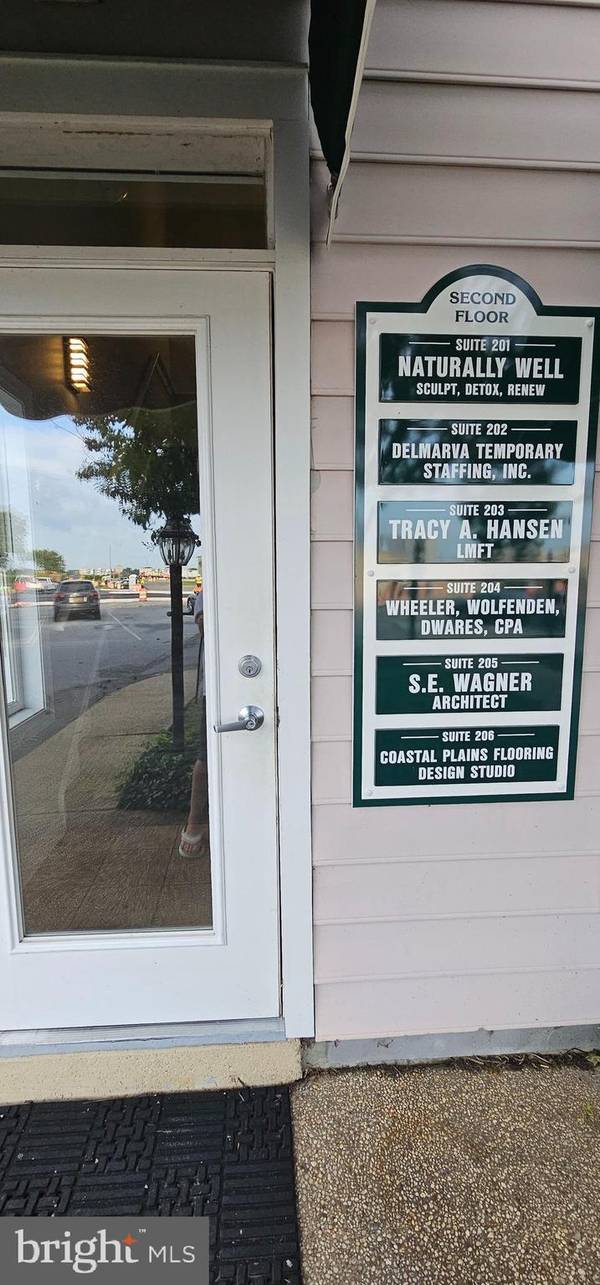 SECOND
FLOOR
SUITE 201
NATURALLY WELL
SCULPT, DETOX, RENEW
SUITE 202
DELMARVA TEMPORARY
STAFFING, INC.
SUITE 203
TRACY A. HANSEN
LMFT
SUITE 204
WHEELER, WOLFENDEN,
DWARES, CPA
SUITE 205
S.E. WAGNER
ARCHITECT
SUITE 206
COASTAL PLAINS FLOORING
DESIGN STUDIO
bright™ MLS